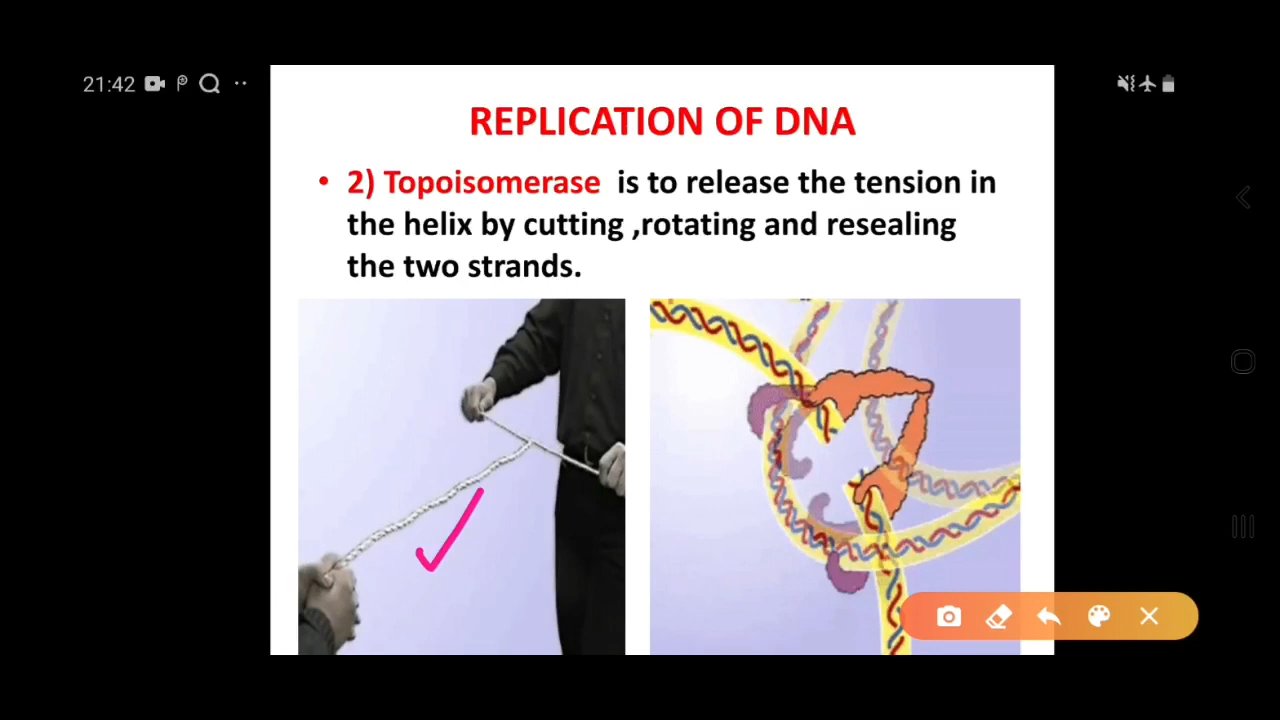 21:42
REPLICATION OF DNA
• 2) Topoisomerase is to release the tension in
the helix by cutting ,rotating and resealing
the two strands.